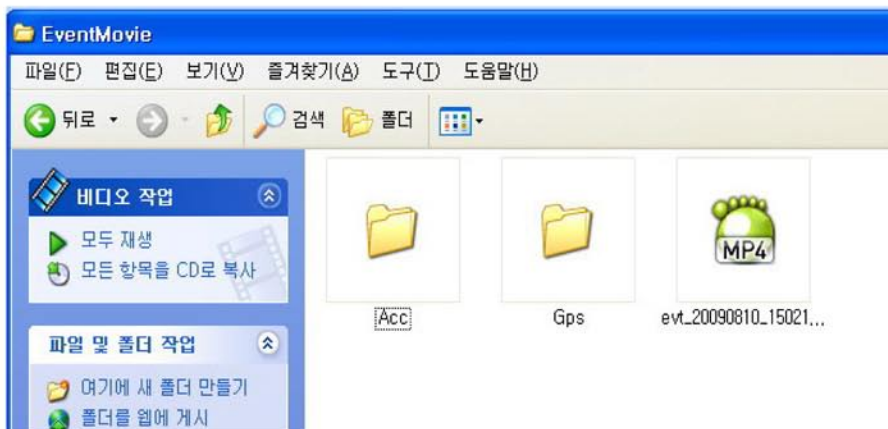 EventMovie
파일(F) 편집(E) 보기(V) 즐겨찾기(A) 도구(T) 도움말(H)
뒤로 검색 폴더
비디오 작업
모두 재생
모든 항목을 CD로 복사
파일 및 폴더 작업
여기에 새 폴더 만들기
폴더를 웹에 게시
MP4
Acc Gps evt_20090810_15021...